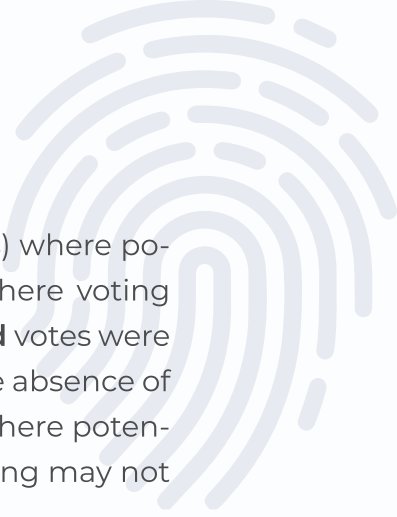 ) where po-
here voting
votes were
absence of
here poten-
ng may not